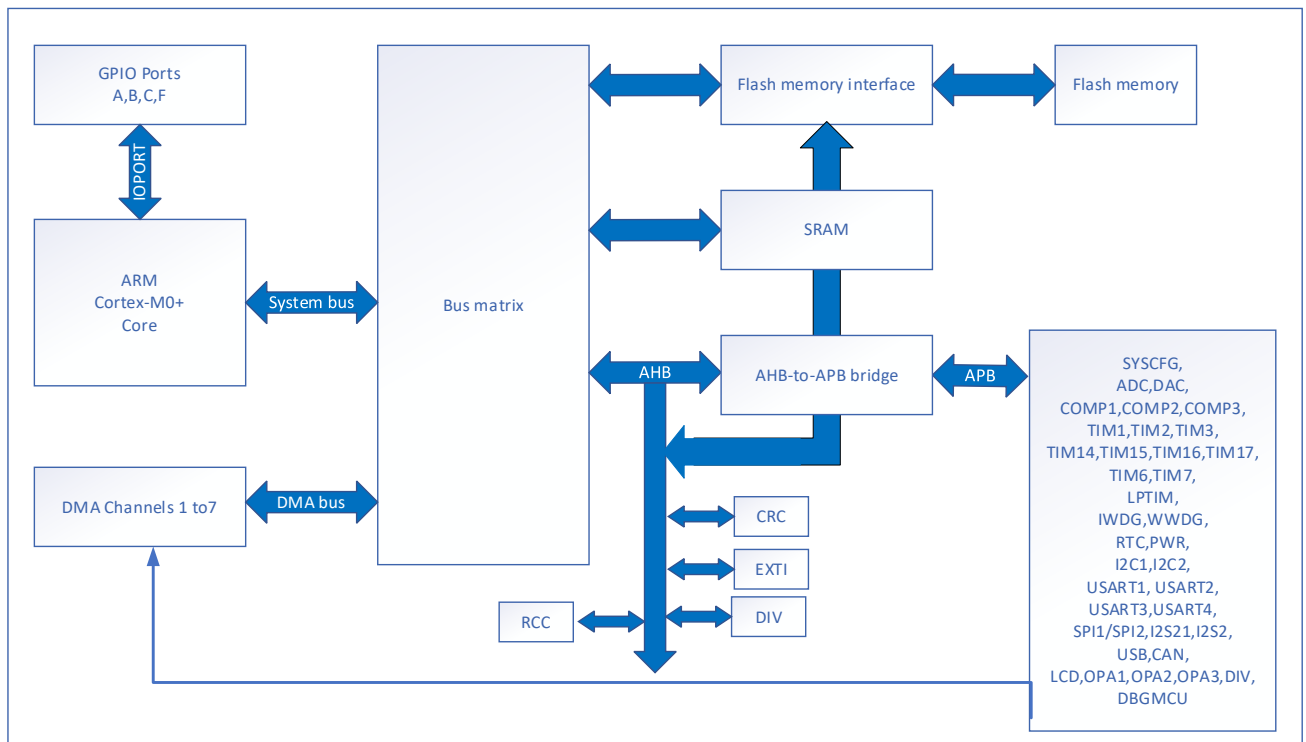 GPIO Ports
A,B,C,F
IOPORT
ARM
Cortex-M0+
Core
System bus
DMA Channels 1 to7
DMA bus
Bus matrix
Flash memory interface
Flash memory
SRAM
AHB
AHB-to-APB bridge
APB
CRC
EXTI
DIV
RCC
SYSCFG,
ADC,DAC,
COMP1,COMP2,COMP3,
TIM1,TIM2,TIM3,
TIM14,TIM15,TIM16,TIM17,
TIM6,TIM7,
LPTIM,
IWDG,WWDG,
RTC,PWR,
I2C1,I2C2,
USART1, USART2,
USART3,USART4,
SPI1/SPI2,I2S21,I2S2,
USB,CAN,
LCD,OPA1,OPA2,OPA3,DIV,
DBGMCU